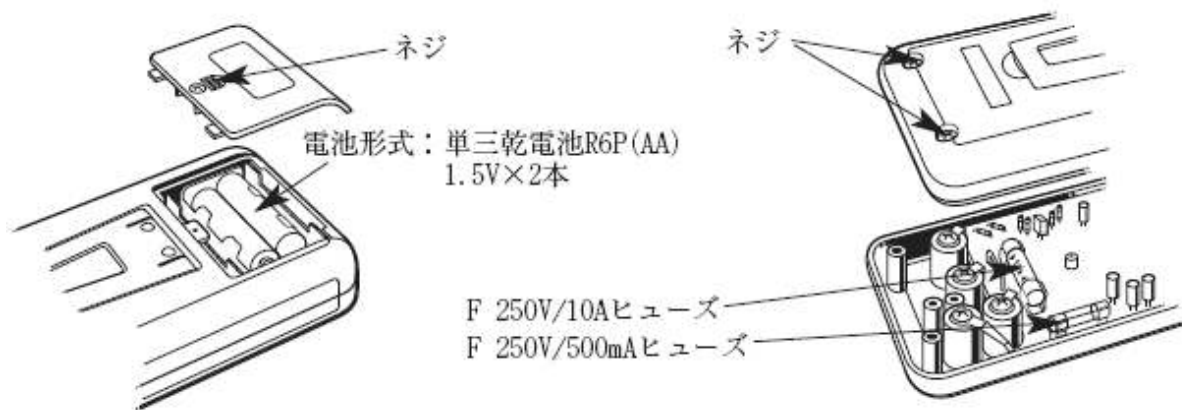 ネジ
電池形式：単三乾電池R6P(AA)
1.5V×2本
ネジ
F 250V/10Aヒューズ
F 250V/500mAヒューズ